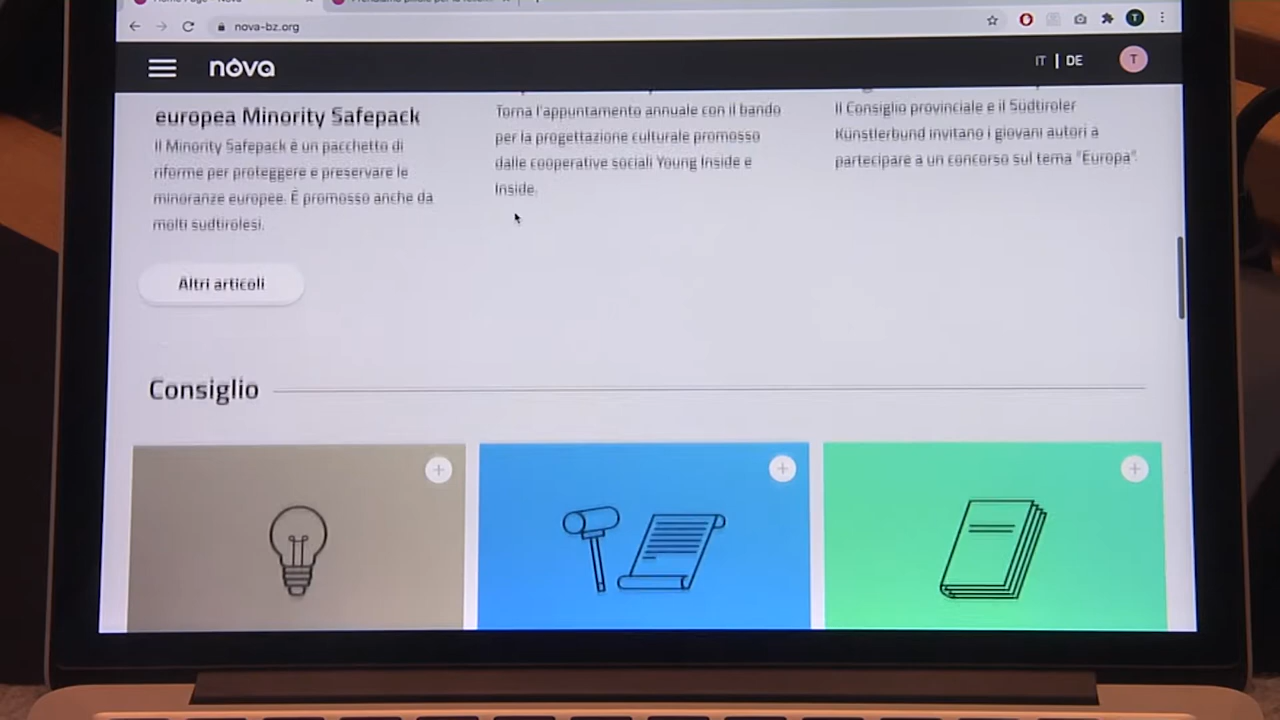 nova-bz.org
T
nova
IT | DE
T
europea Minority Safepack
Il Minority Safepack è un pacchetto di
riforme per proteggere e preservare le
minoranze europee. È promosso anche da
molti sudtirolesi.
Torna l'appuntamento annuale con il bando
per la progettazione culturale promosso
dalle cooperative sociali Young Inside e
Inside.
Il Consiglio provinciale e il Südtiroler
Künstlerbund invitano i giovani autori a
partecipare a un concorso sul tema "Europa".
Altri articoli
Consiglio